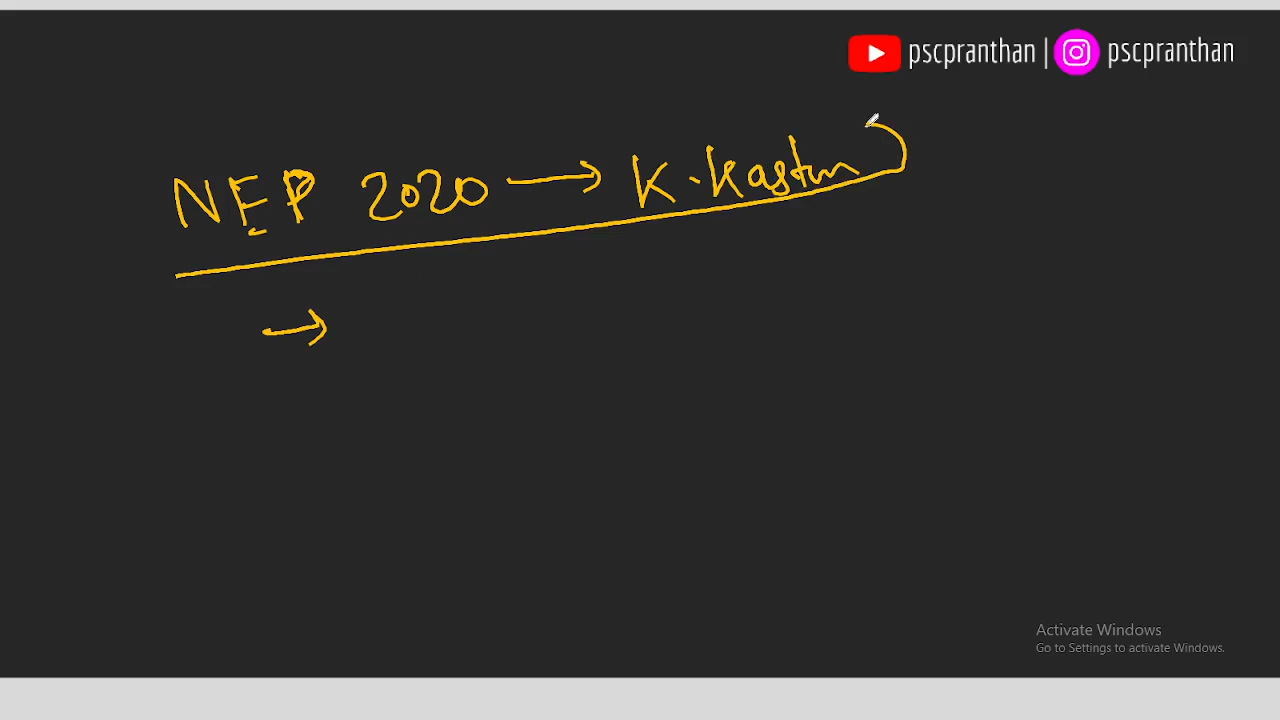 pscpranthan | pscpranthan
NEP 2020 → K. Kastun
→
Activate Windows
Go to Settings to activate Windows.